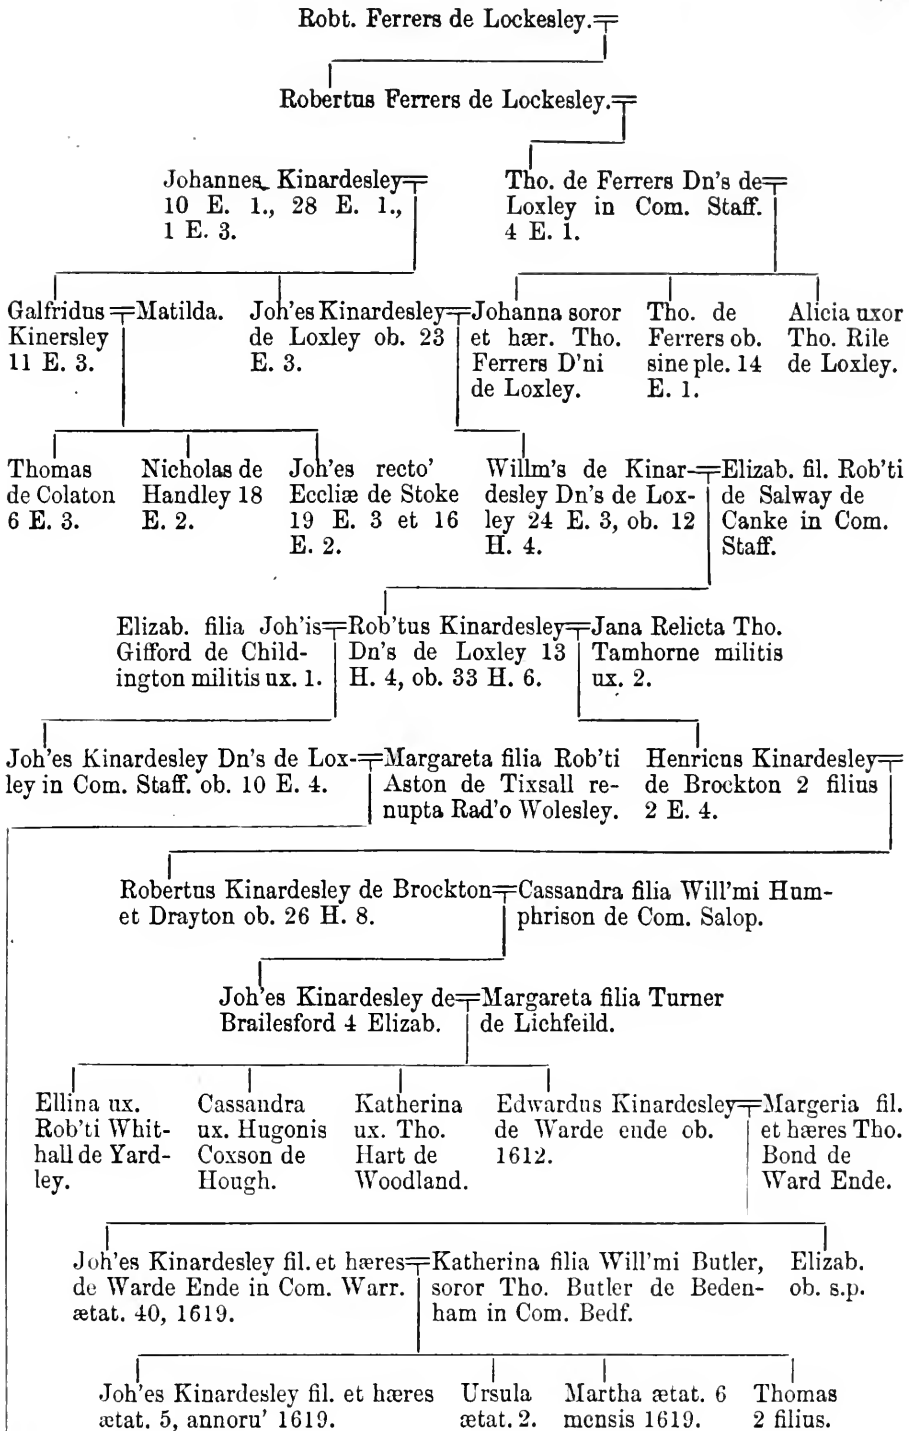 Robt. Ferrers de Lockesley.
Robertus Ferrers de Lockesley.
Johannes Kinardesley
10 E. 1., 28 E. 1.,
1 E. 3.
Tho. de Ferrers Dn's de
Loxley in Com. Staff.
4 E. 1.
Galfridus
Kinersley
11 E. 3.
Matilda.
Joh'es Kinardesley
de Loxley ob. 23
E. 3.
Johanna soror
et hær. Tho.
Ferrers D'ni
de Loxley.
Tho. de
Ferrers ob.
sine ple. 14
E. 1.
Alicia uxor
Tho. Rile
de Loxley.
Thomas
de Colaton
6 E. 3.
Nicholas de
Handley 18
E. 2.
Joh'es recto'
Eccliæ de Stoke
19 E. 3 et 16
E. 2.
Willm's de Kinar-
desley Dn's de Lox-
ley 24 E. 3, ob. 12
H. 4.
Elizab. fil. Rob'ti
de Salway de
Canke in Com.
Staff.
Elizab. filia Joh'is
Gifford de Child-
ington militis ux. 1.
Rob'tus Kinardesley
Dn's de Loxley 13
H. 4, ob. 33 H. 6.
Jana Relicta Tho.
Tamhorne militis
ux. 2.
Joh'es Kinardesley Dn's de Lox-
ley in Com. Staff. ob. 10 E. 4.
Margareta filia Rob'ti
Aston de Tixsall re-
nupta Rad'o Wolesley.
Henricus Kinardesley
de Brockton 2 filius
2 E. 4.
Robertus Kinardesley de Brockton
et Drayton ob. 26 H. 8.
Cassandra filia Will'mi Hum-
phrison de Com. Salop.
Joh'es Kinardesley de
Brailesford 4 Elizab.
Margareta filia Turner
de Lichfeild.
Ellina ux.
Rob'ti Whit-
hall de Yard-
ley.
Cassandra
ux. Hugonis
Coxson de
Hough.
Katherina
ux. Tho.
Hart de
Woodland.
Edwardus Kinardesley
de Warde ende ob.
1612.
Margeria fil.
et hæres Tho.
Bond de
Ward Ende.
Joh'es Kinardesley fil. et hæres
de Warde Ende in Com. Warr.
ætat. 40, 1619.
Katherina filia Will'mi Butler,
soror Tho. Butler de Beden-
ham in Com. Bedf.
Elizab.
ob. s.p.
Joh'es Kinardesley fil. et hæres
ætat. 5, annoru' 1619.
Ursula
ætat. 2.
Martha ætat. 6
mensis 1619.
Thomas
2 filius.